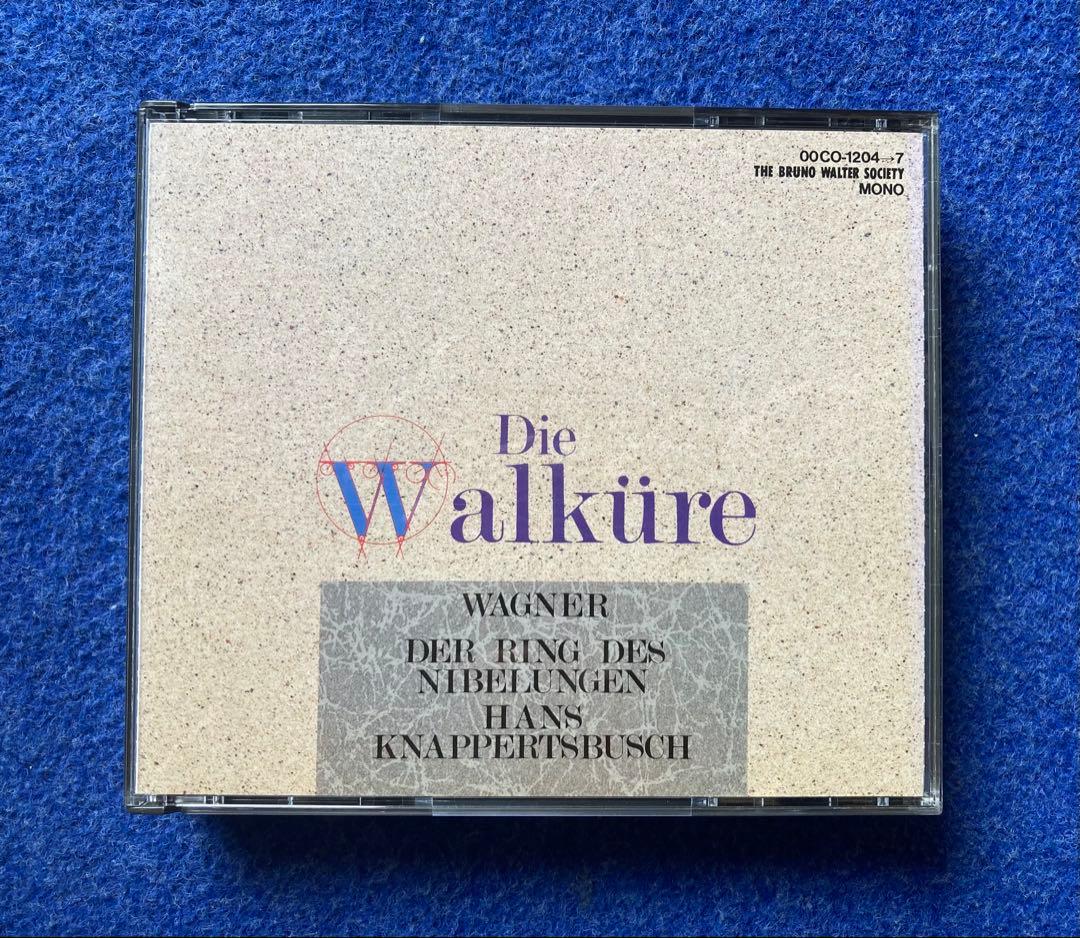 00CO-1204→7
THE BRUNO WALTER SOCIETY
MONO
Die
Walküre
WAGNER
DER RING DES
NIBELUNGEN
HANS
KNAPPERTSBUSCH